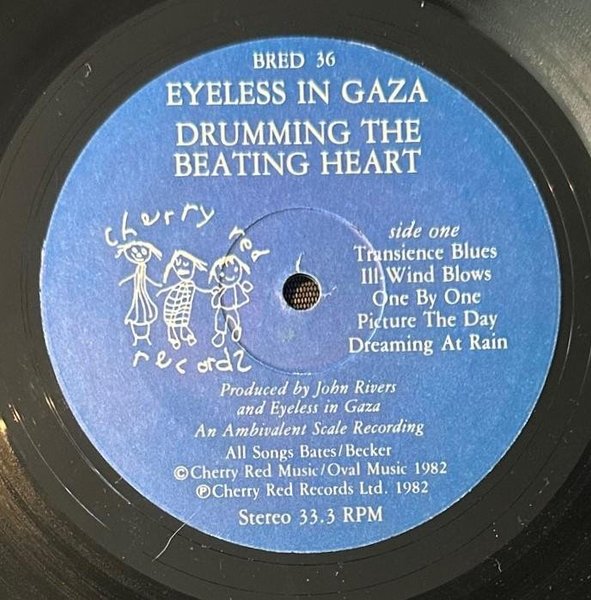 BRED 36
EYELESS IN GAZA
DRUMMING THE
BEATING HEART
cherry red
records
side one
Transience Blues
Ill Wind Blows
One By One
Picture The Day
Dreaming At Rain
Produced by John Rivers
and Eyeless in Gaza
An Ambivalent Scale Recording
All Songs Bates/Becker
©Cherry Red Music/Oval Music 1982
℗Cherry Red Records Ltd. 1982
Stereo 33.3 RPM